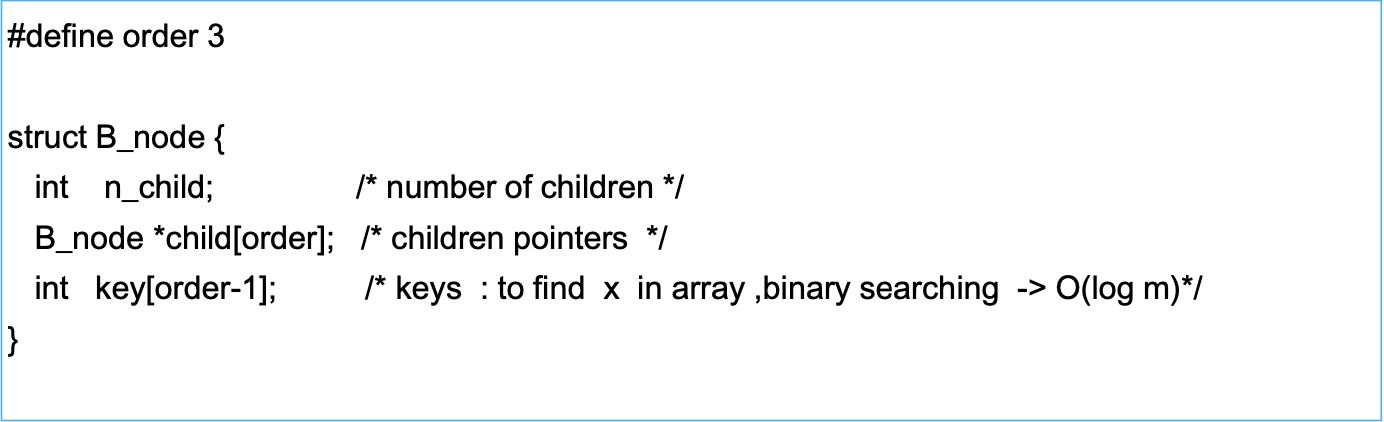 #define order 3
struct B_node {
int n_child; /* number of children */
B_node *child[order]; /* children pointers */
int key[order-1]; /* keys : to find x in array ,binary searching -> O(log m)*/
}